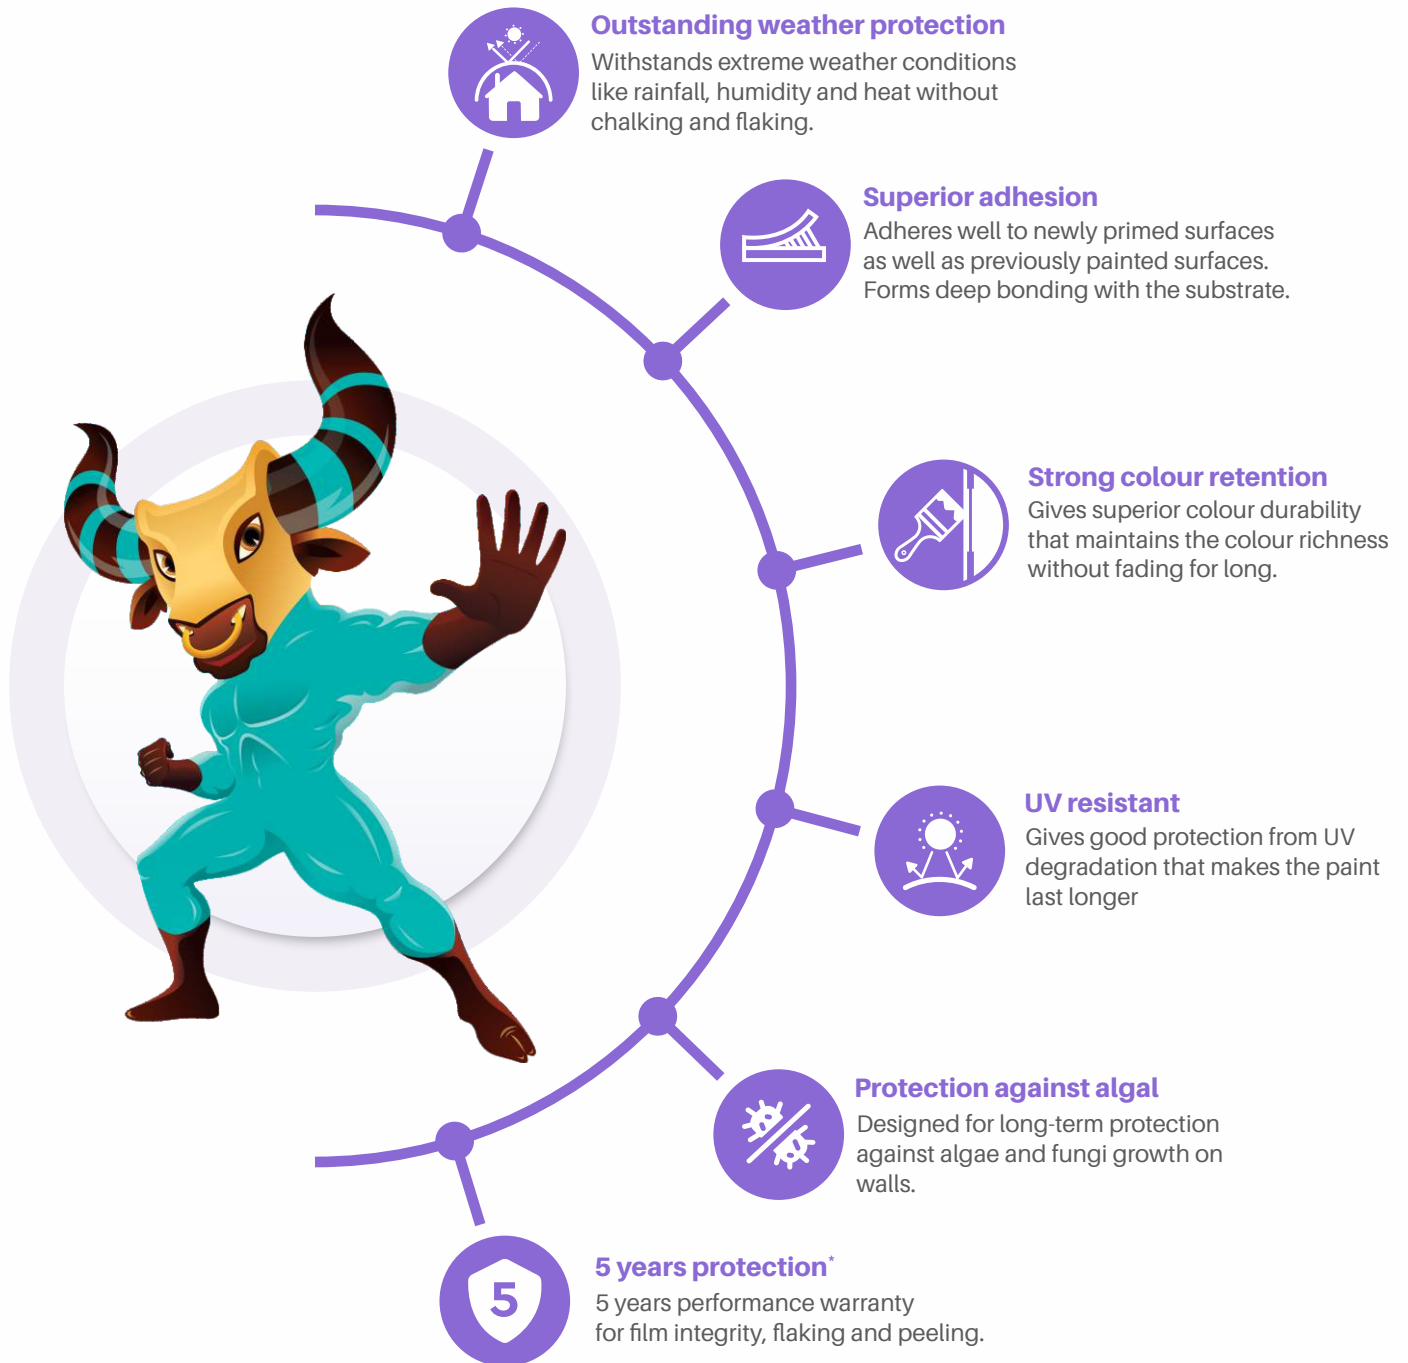 Outstanding weather protection
Withstands extreme weather conditions
like rainfall, humidity and heat without
chalking and flaking.
Superior adhesion
Adheres well to newly primed surfaces
as well as previously painted surfaces.
Forms deep bonding with the substrate.
Strong colour retention
Gives superior colour durability
that maintains the colour richness
without fading for long.
UV resistant
Gives good protection from UV
degradation that makes the paint
last longer
Protection against algal
Designed for long-term protection
against algae and fungi growth on
walls.
5
5 years protection*
5 years performance warranty
for film integrity, flaking and peeling.